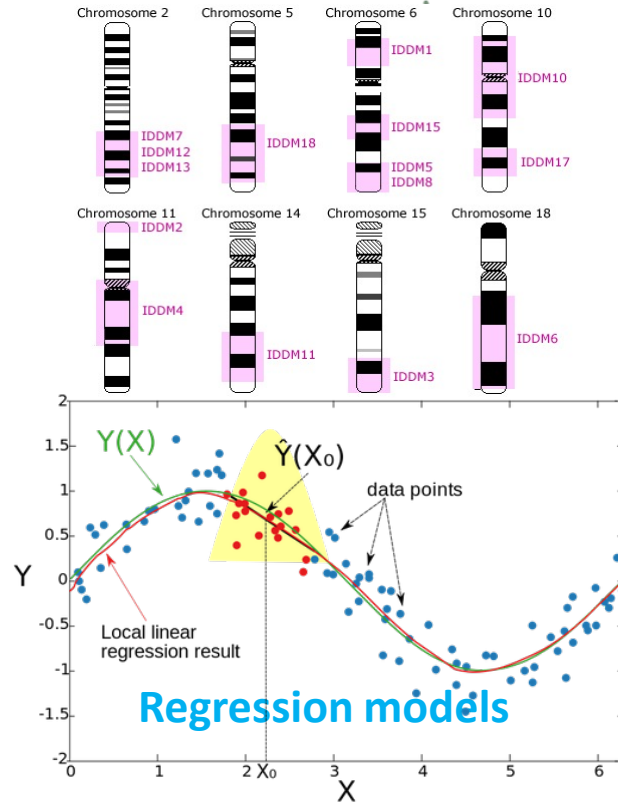 Chromosome 2
Chromosome 5
Chromosome 6
Chromosome 10
IDDM7
IDDM12
IDDM13
IDDM18
IDDM1
IDDM15
IDDM5
IDDM8
IDDM10
IDDM17
Chromosome 11
Chromosome 14
Chromosome 15
Chromosome 18
IDDM2
IDDM4
IDDM11
IDDM3
IDDM6
2
1.5
1
0.5
0
-0.5
-1
-1.5
-2
Y
Y(X)
Ŷ(X₀)
data points
Local linear
regression result
Regression models
0
1
2
X₀
3
4
5
6
X